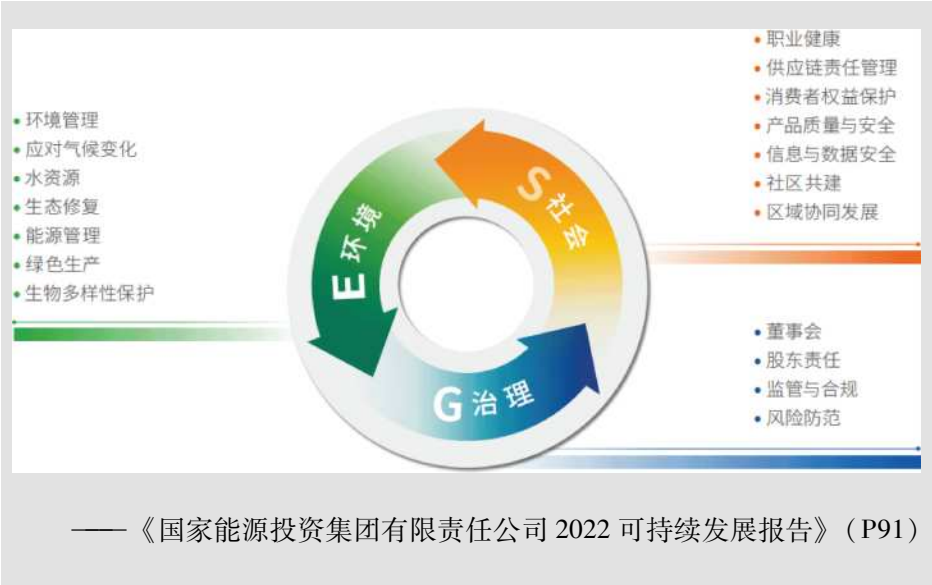 环境管理
应对气候变化
水资源
生态修复
能源管理
绿色生产
生物多样性保护
E 环境
S 社会
G 治理
职业健康
供应链责任管理
消费者权益保护
产品质量与安全
信息与数据安全
社区共建
区域协同发展
董事会
股东责任
监管与合规
风险防范
——《国家能源投资集团有限责任公司 2022 可持续发展报告》(P91)